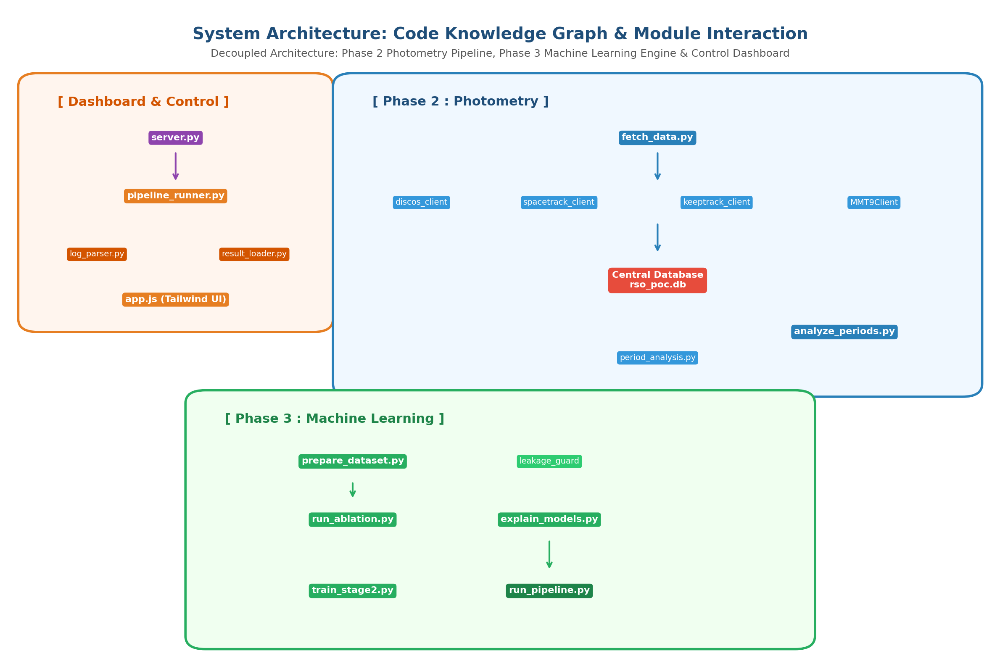 System Architecture: Code Knowledge Graph & Module Interaction
Decoupled Architecture: Phase 2 Photometry Pipeline, Phase 3 Machine Learning Engine & Control Dashboard
[ Dashboard & Control ]
server.py
pipeline_runner.py
log_parser.py
result_loader.py
app.js (Tailwind UI)
[ Phase 2 : Photometry ]
fetch_data.py
discos_client
spacetrack_client
keeptrack_client
MMT9Client
Central Database
rso_poc.db
analyze_periods.py
period_analysis.py
[ Phase 3 : Machine Learning ]
prepare_dataset.py
leakage_guard
run_ablation.py
explain_models.py
train_stage2.py
run_pipeline.py